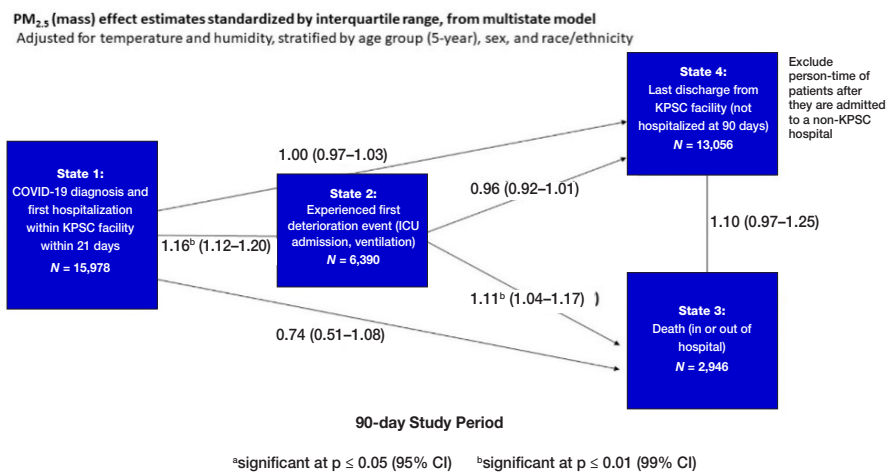 PM2.5 (mass) effect estimates standardized by interquartile range, from multistate model
Adjusted for temperature and humidity, stratified by age group (5-year), sex, and race/ethnicity
State 4:
Last discharge from
KPSC facility (not
hospitalized at 90 days)
N = 13,056
Exclude
person-time of
patients after
they are admitted
to a non-KPSC
hospital
State 1:
COVID-19 diagnosis and
first hospitalization
within KPSC facility
within 21 days
N = 15,978
1.00 (0.97–1.03)
State 2:
Experienced first
deterioration event (ICU
admission, ventilation)
N = 6,390
0.96 (0.92–1.01)
1.10 (0.97–1.25)
1.16ᵇ (1.12–1.20)
1.11ᵇ (1.04–1.17) )
0.74 (0.51–1.08)
State 3:
Death (in or out of
hospital)
N = 2,946
90-day Study Period
ᵃsignificant at p ≤ 0.05 (95% CI) ᵇsignificant at p ≤ 0.01 (99% CI)